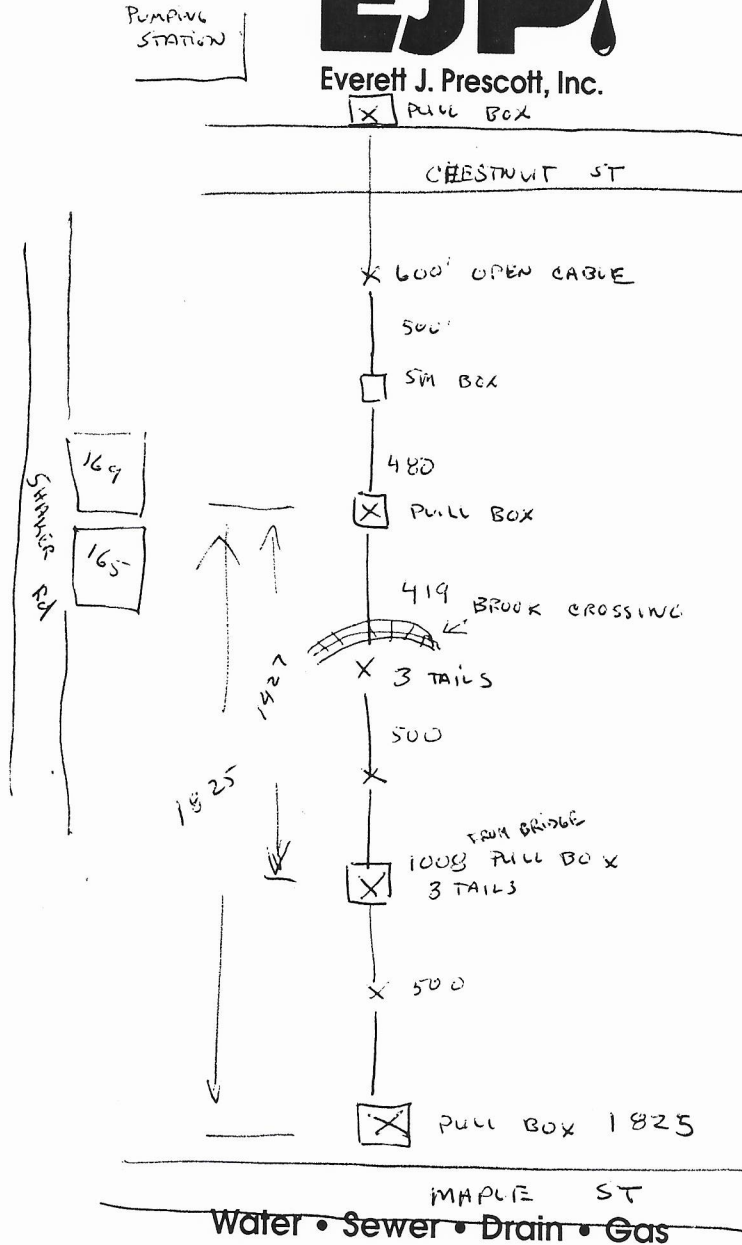 PUMPING
STATION
EJP
Everett J. Prescott, Inc.
X PULL BOX
CHESTNUT ST
X 600' OPEN CABLE
500'
SM BOX
480
169
X PULL BOX
SHAKER RD
165
419
BROOK CROSSING
X 3 TAILS
1427
500
X
1825
FROM BRIDGE
1008 PULL BOX
X 3 TAILS
X 500
X PULL BOX 1825
MAPLE ST
Water • Sewer • Drain • Gas